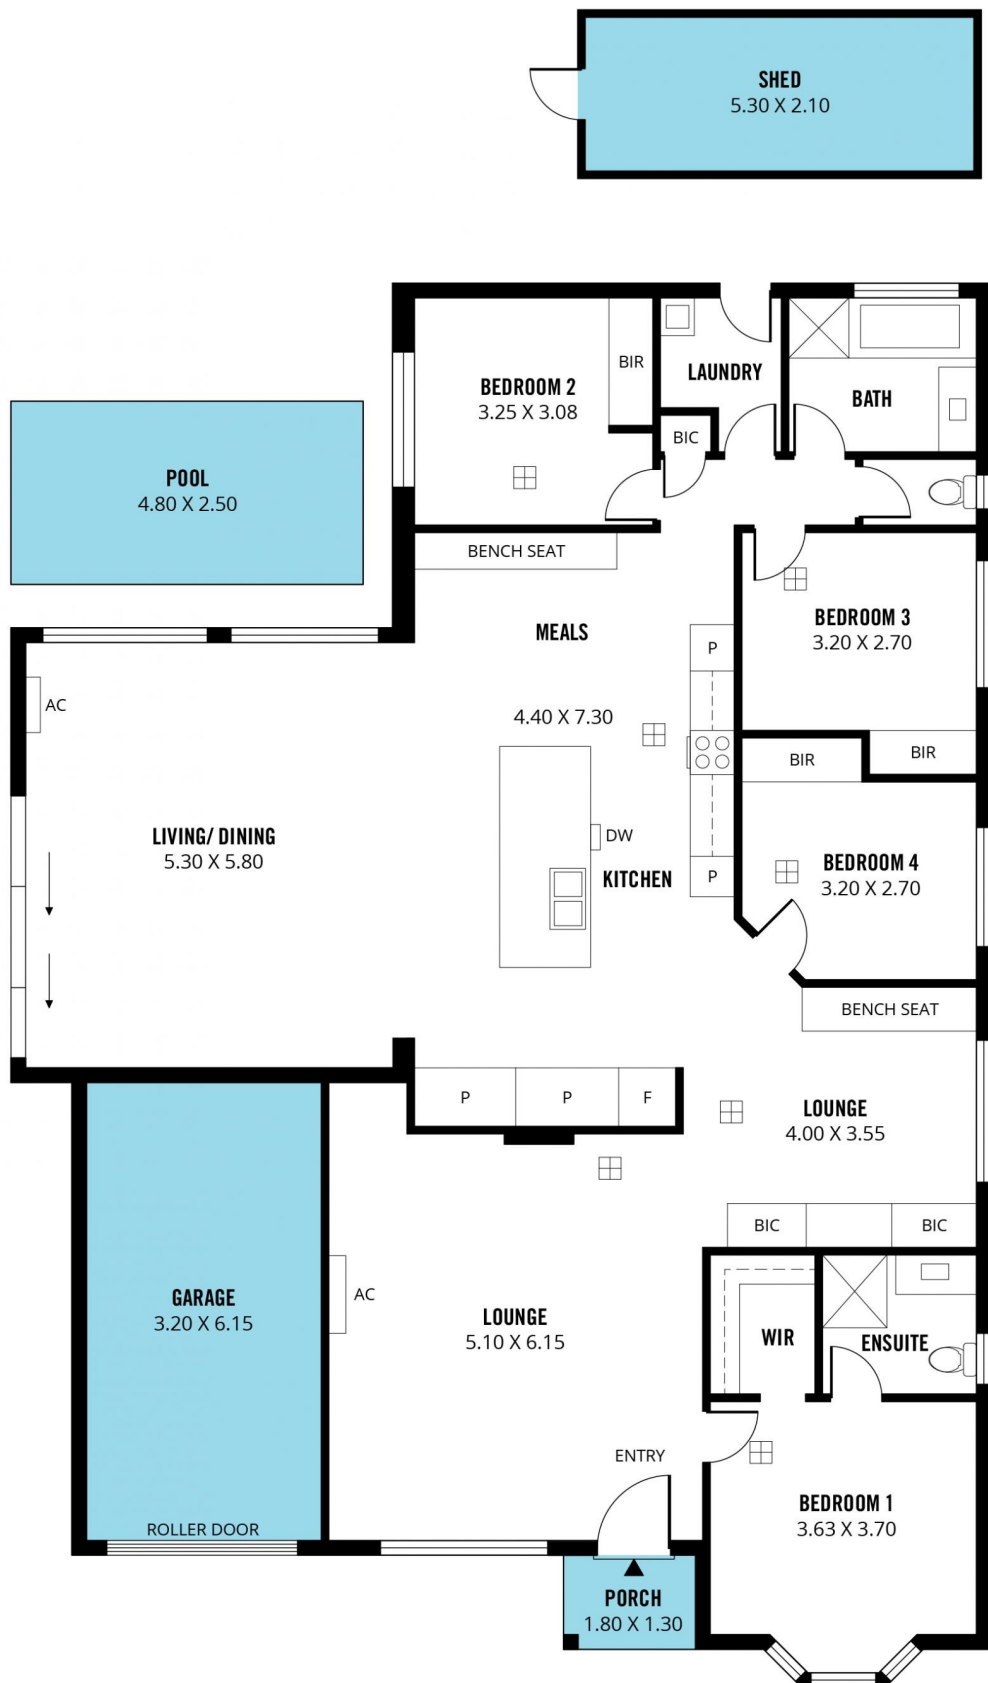 SHED
5.30 X 2.10
BEDROOM 2
3.25 X 3.08
BIR
LAUNDRY
BIC
BATH
POOL
4.80 X 2.50
BENCH SEAT
MEALS
4.40 X 7.30
P
BEDROOM 3
3.20 X 2.70
BIR
BIR
AC
LIVING/ DINING
5.30 X 5.80
DW
KITCHEN
P
BEDROOM 4
3.20 X 2.70
BENCH SEAT
P
P
F
LOUNGE
4.00 X 3.55
BIC
BIC
GARAGE
3.20 X 6.15
AC
LOUNGE
5.10 X 6.15
WIR
ENSUITE
ENTRY
ROLLER DOOR
BEDROOM 1
3.63 X 3.70
PORCH
1.80 X 1.30